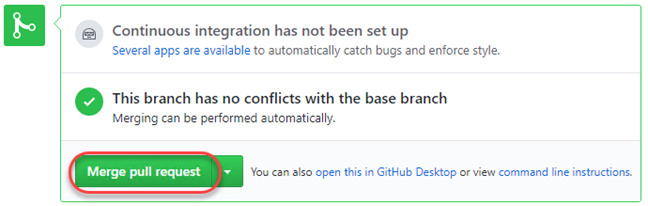 Continuous integration has not been set up
Several apps are available to automatically catch bugs and enforce style.
This branch has no conflicts with the base branch
Merging can be performed automatically.
Merge pull request You can also open this in GitHub Desktop or view command line instructions.